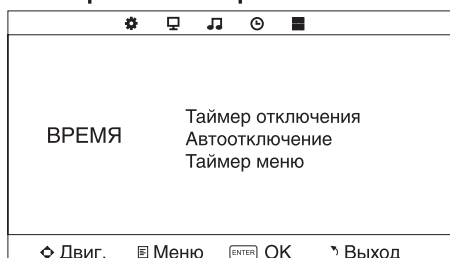 ВРЕМЯ
Таймер отключения
Автоотключение
Таймер меню
Двиг. Меню ENTER OK Выход